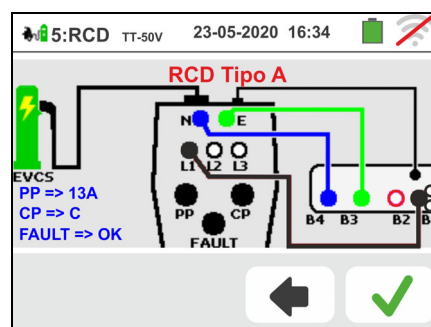 5:RCD TT-50V 23-05-2020 16:34
RCD Tipo A
N E
L1 L2 L3
EVCS
PP => 13A
CP => C
FAULT => OK
PP CP
FAULT
B4 B3 B2